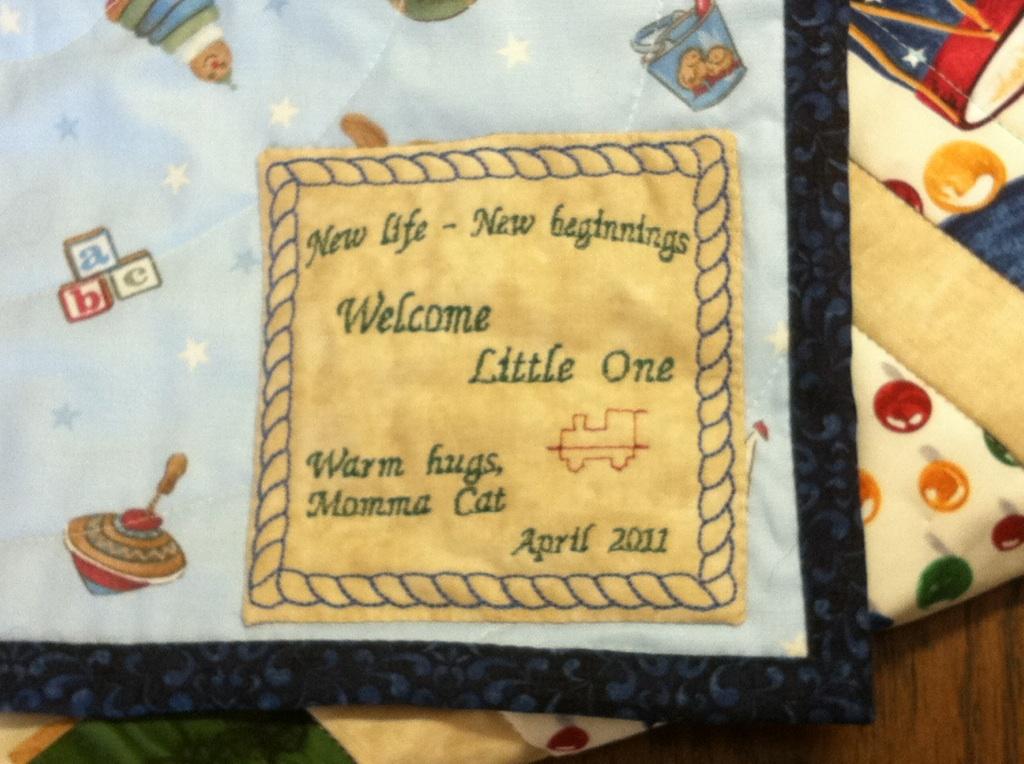 New life - New beginnings
Welcome
Little One
Warm hugs,
Momma Cat
April 2011
a
b c